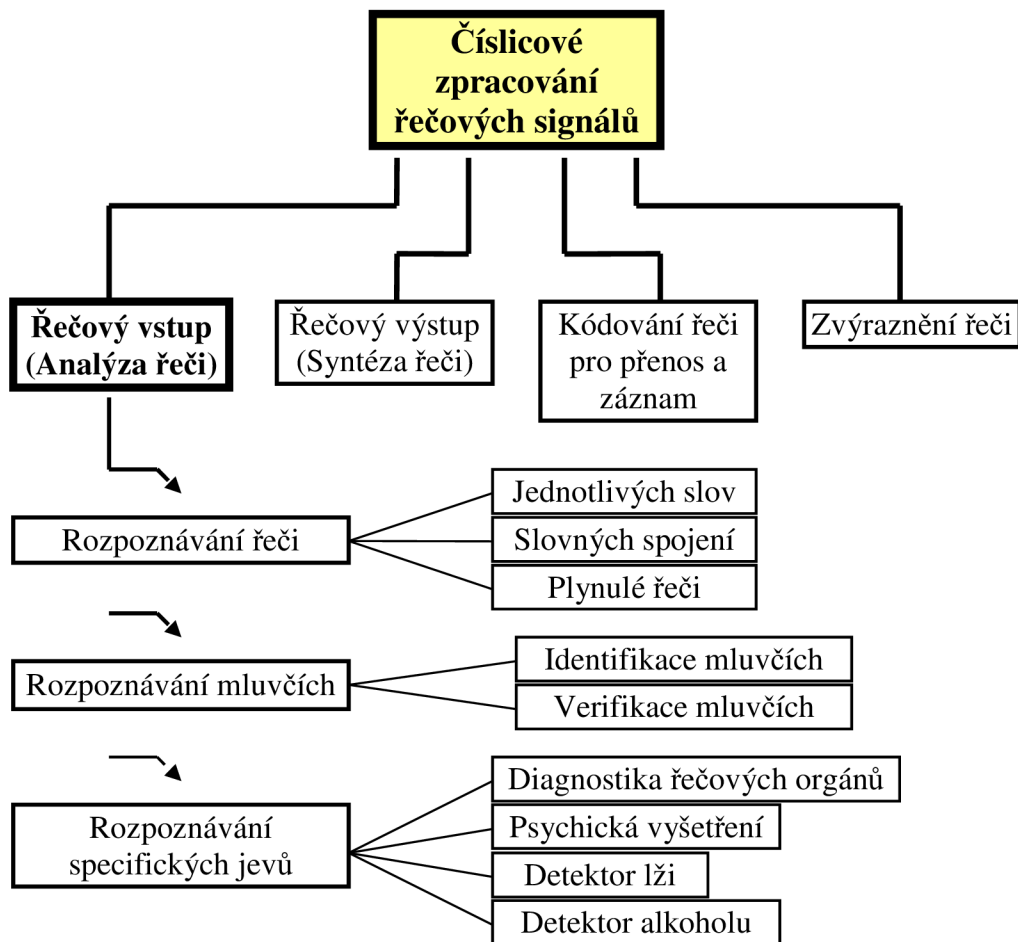 Číslicové
zpracování
řečových signálů
Řečový vstup
(Analýza řeči)
Řečový výstup
(Syntéza řeči)
Kódování řeči
pro přenos a
záznam
Zvýraznění řeči
Rozpoznávání řeči
Jednotlivých slov
Slovných spojení
Plynulé řeči
Rozpoznávání mluvčích
Identifikace mluvčích
Verifikace mluvčích
Rozpoznávání
specifických jevů
Diagnostika řečových orgánů
Psychická vyšetření
Detektor lži
Detektor alkoholu